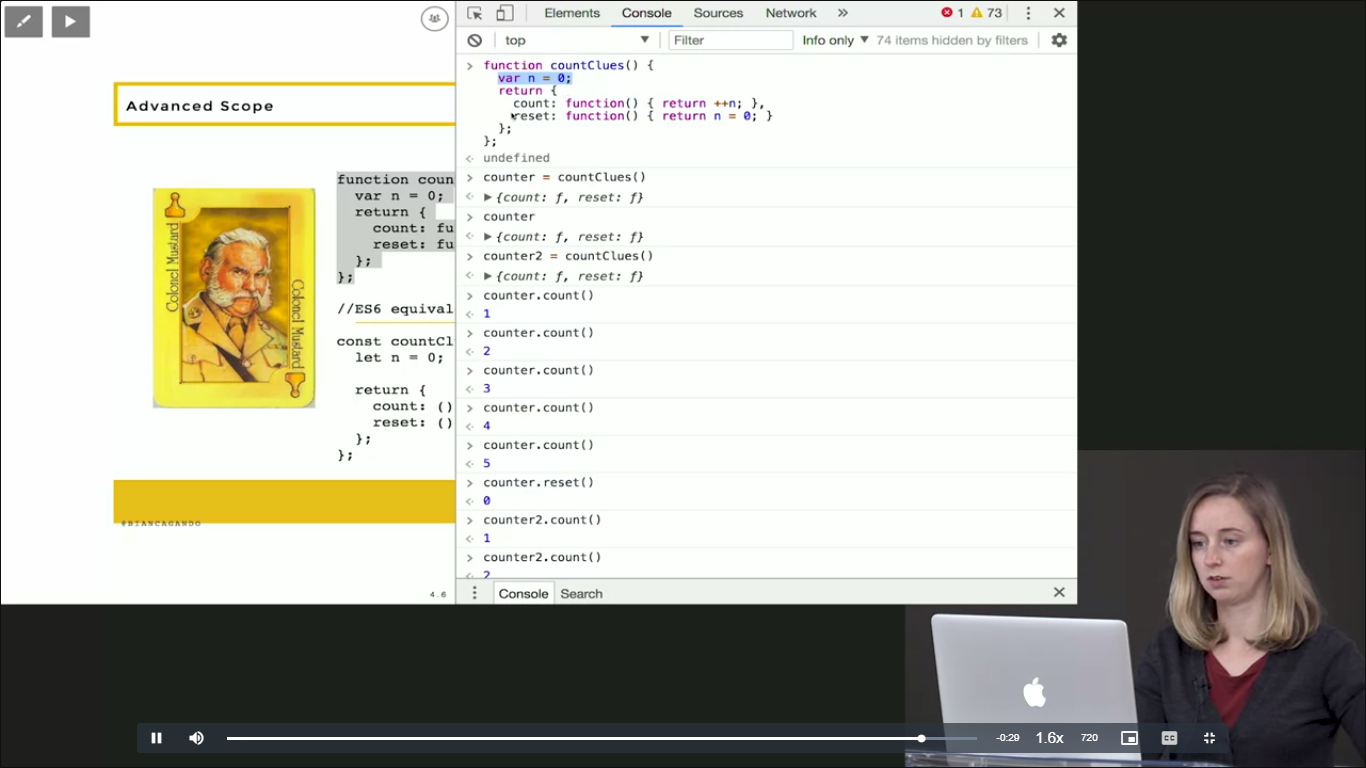 Advanced Scope
Colonel Mustard
Colonel Mustard
function coun
var n = 0;
return {
count: fu
reset: fu
};
};
//ES6 equival
const countCl
let n = 0;
return {
count: ()
reset: ()
};
};
@BIANCAGANDO
4.6
Elements Console Sources Network » 1 73
top Filter Info only 74 items hidden by filters
> function countClues() {
var n = 0;
return {
count: function() { return ++n; },
reset: function() { return n = 0; }
};
};
undefined
> counter = countClues()
{count: ƒ, reset: ƒ}
> counter
{count: ƒ, reset: ƒ}
> counter2 = countClues()
{count: ƒ, reset: ƒ}
> counter.count()
1
> counter.count()
2
> counter.count()
3
> counter.count()
4
> counter.count()
5
> counter.reset()
0
> counter2.count()
1
> counter2.count()
2
Console Search
-0:29 1.6x 720 CC